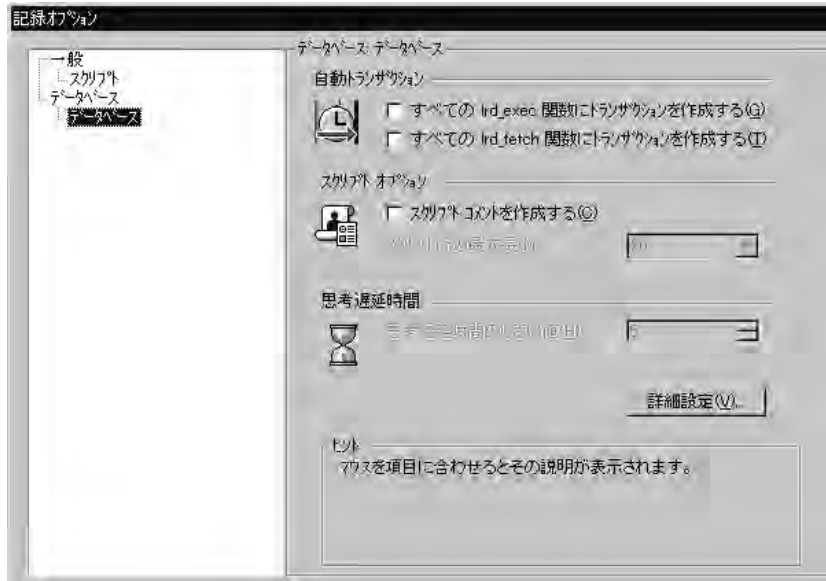 記録オプション
一般
スクリプト
データベース
データベース
データベース: データベース
自動トランザクション
すべての lrd_exec 関数にトランザクションを作成する(G)
すべての lrd_fetch 関数にトランザクションを作成する(T)
スクリプト オプション
スクリプト コメントを作成する(C)
思考遅延時間
5
詳細設定(V)...
ヒント
マウスを項目に合わせるとその説明が表示されます。